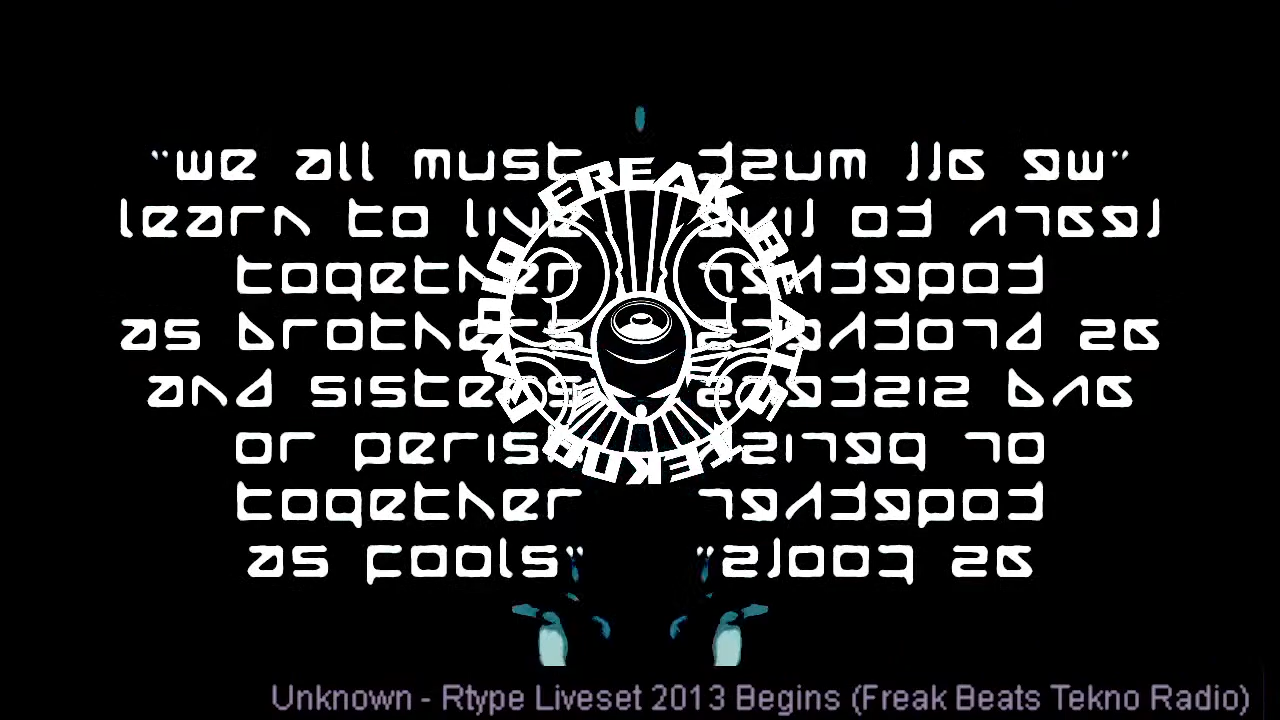 "we all must
learn to live
together
as brothers
and sisters
or perish
together
as fools"
FREAK BEATS TEKNO RADIO
Unknown - Rtype Liveset 2013 Begins (Freak Beats Tekno Radio)